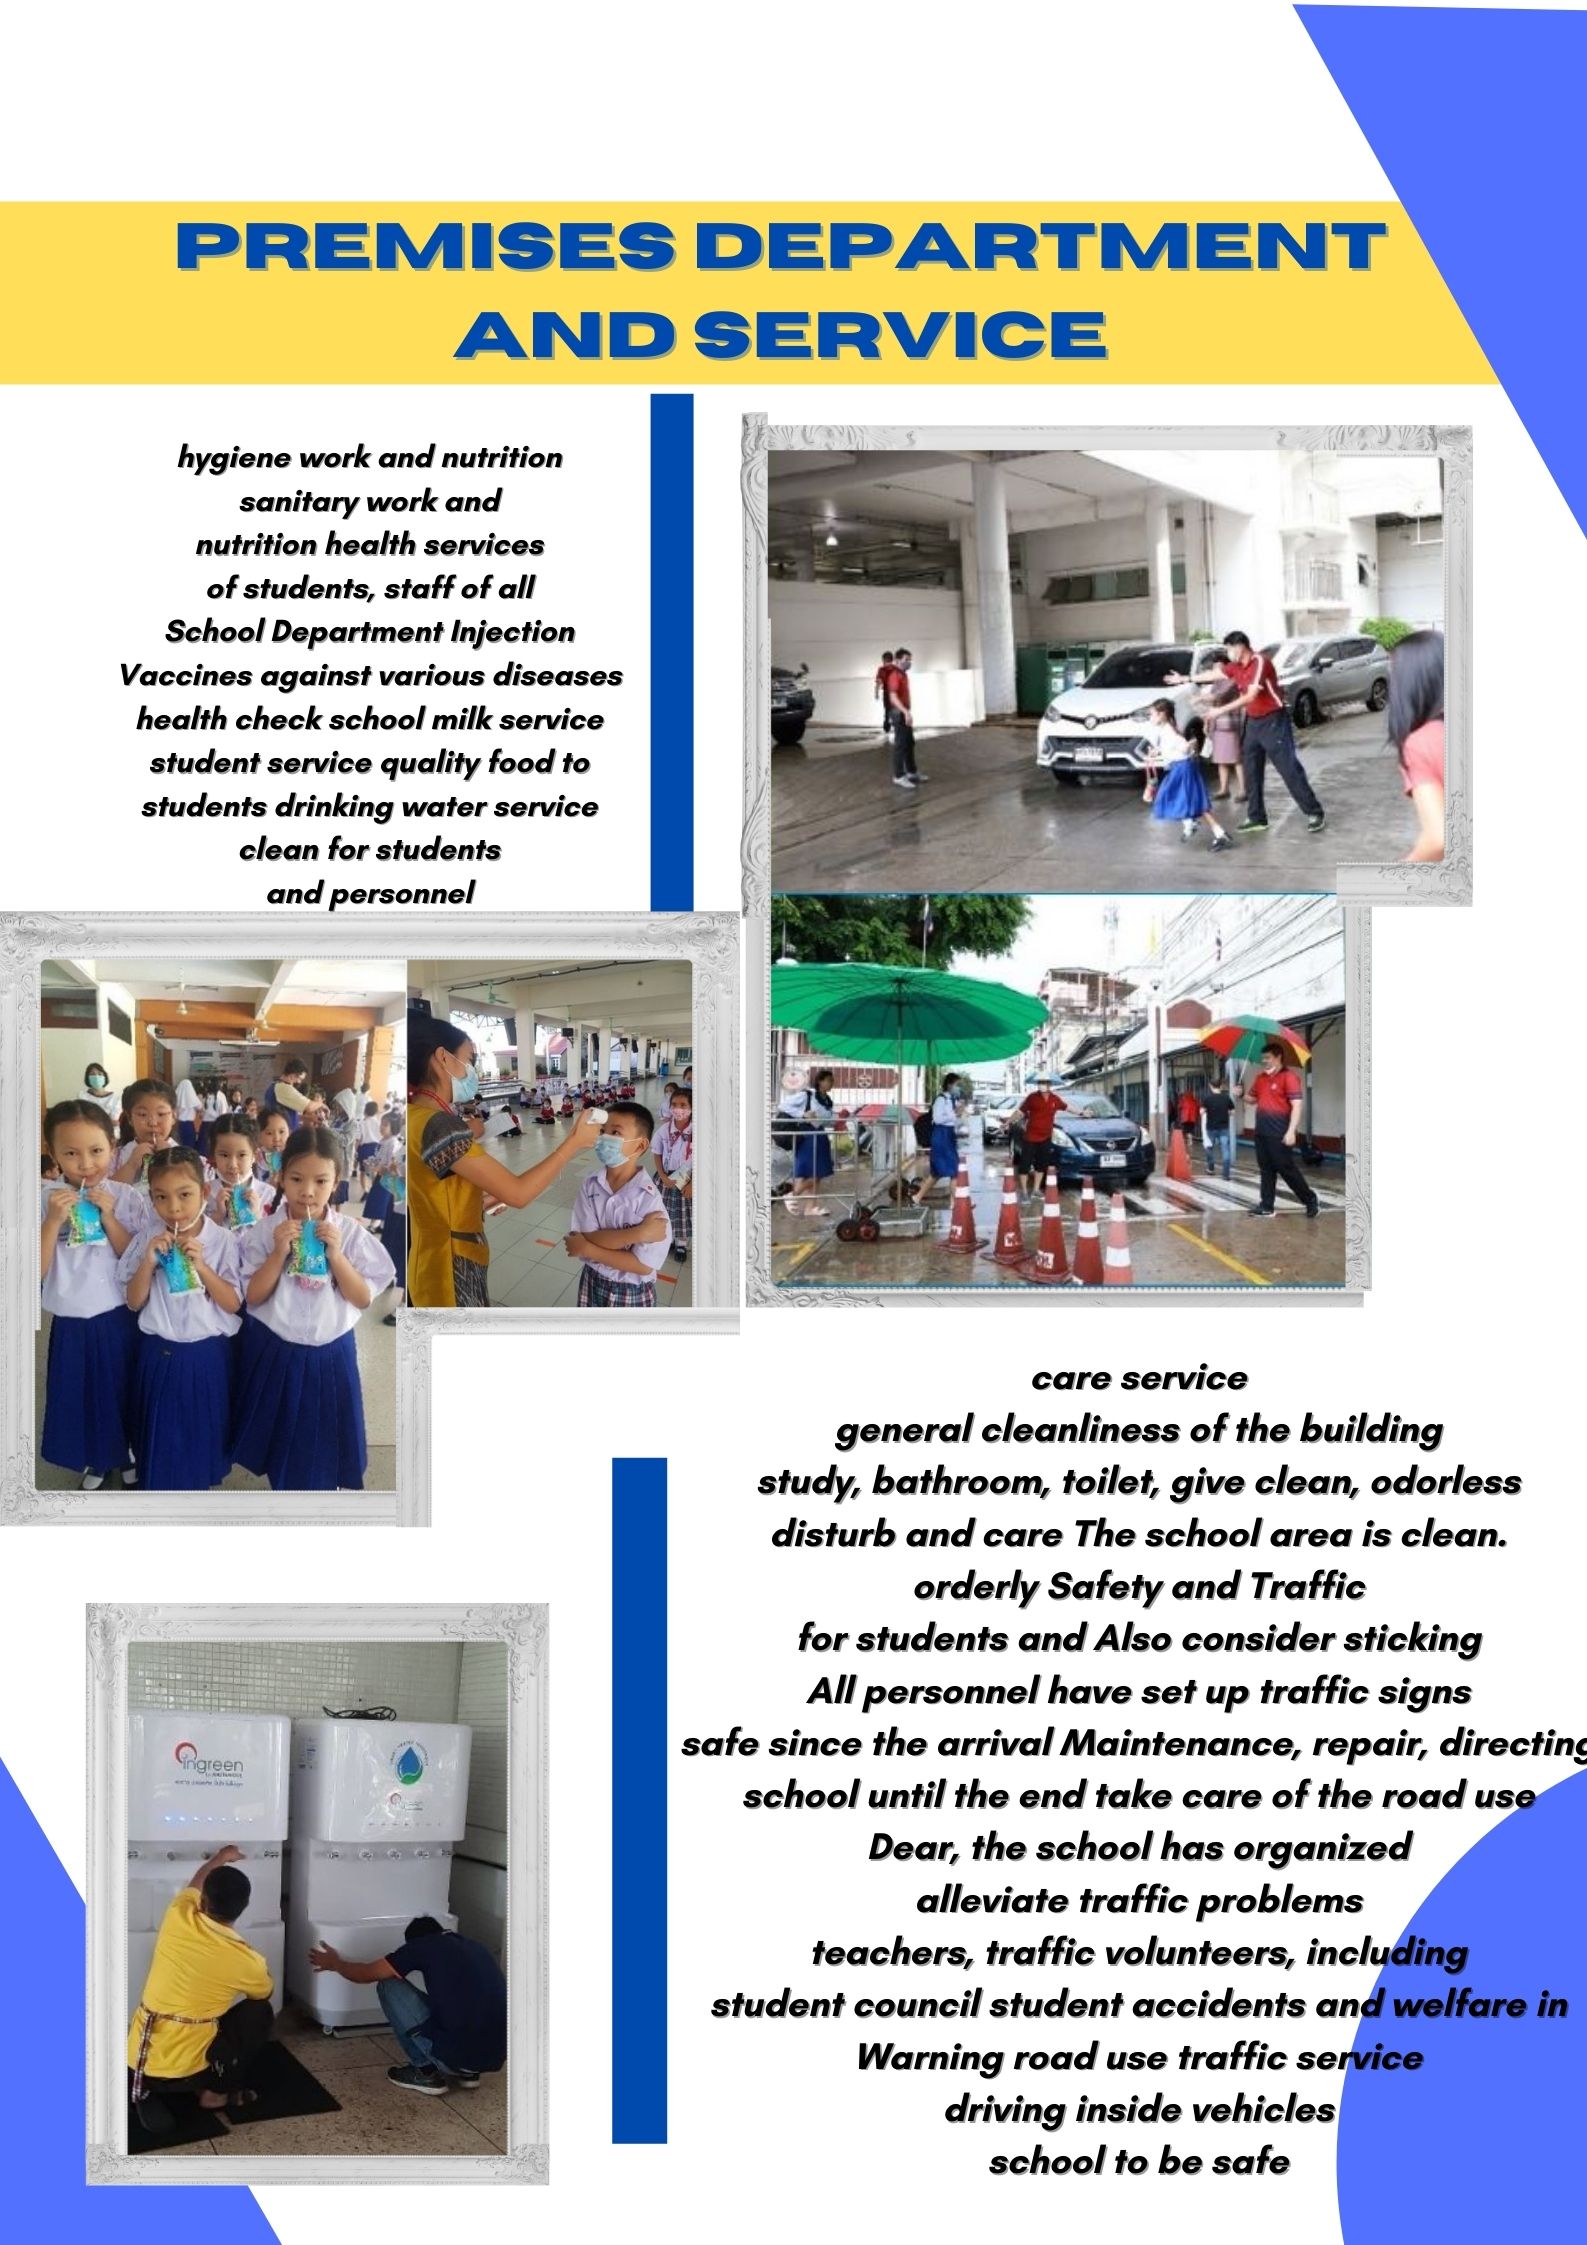 PREMISES DEPARTMENT
AND SERVICE
hygiene work and nutrition
sanitary work and
nutrition health services
of students, staff of all
School Department Injection
Vaccines against various diseases
health check school milk service
student service quality food to
students drinking water service
clean for students
and personnel
care service
general cleanliness of the building
study, bathroom, toilet, give clean, odorless
disturb and care The school area is clean.
orderly Safety and Traffic
for students and Also consider sticking
All personnel have set up traffic signs
safe since the arrival Maintenance, repair, directing
school until the end take care of the road use
Dear, the school has organized
alleviate traffic problems
teachers, traffic volunteers, including
student council student accidents and welfare in
Warning road use traffic service
driving inside vehicles
school to be safe
ingreen